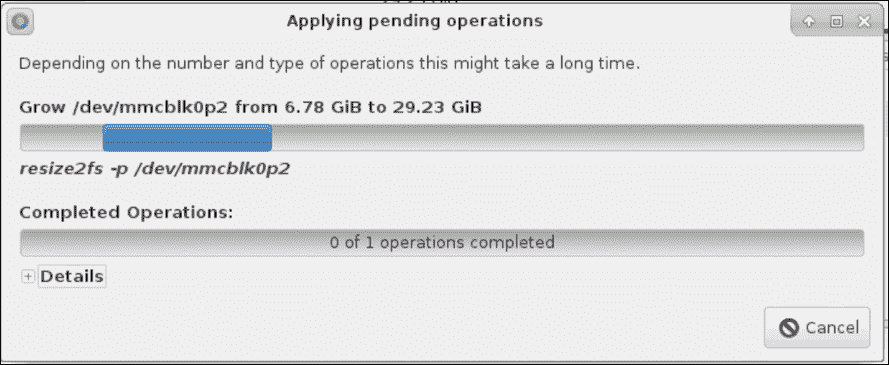 Applying pending operations
Depending on the number and type of operations this might take a long time.
Grow /dev/mmcblk0p2 from 6.78 GiB to 29.23 GiB
resize2fs -p /dev/mmcblk0p2
Completed Operations:
0 of 1 operations completed
Details
Cancel